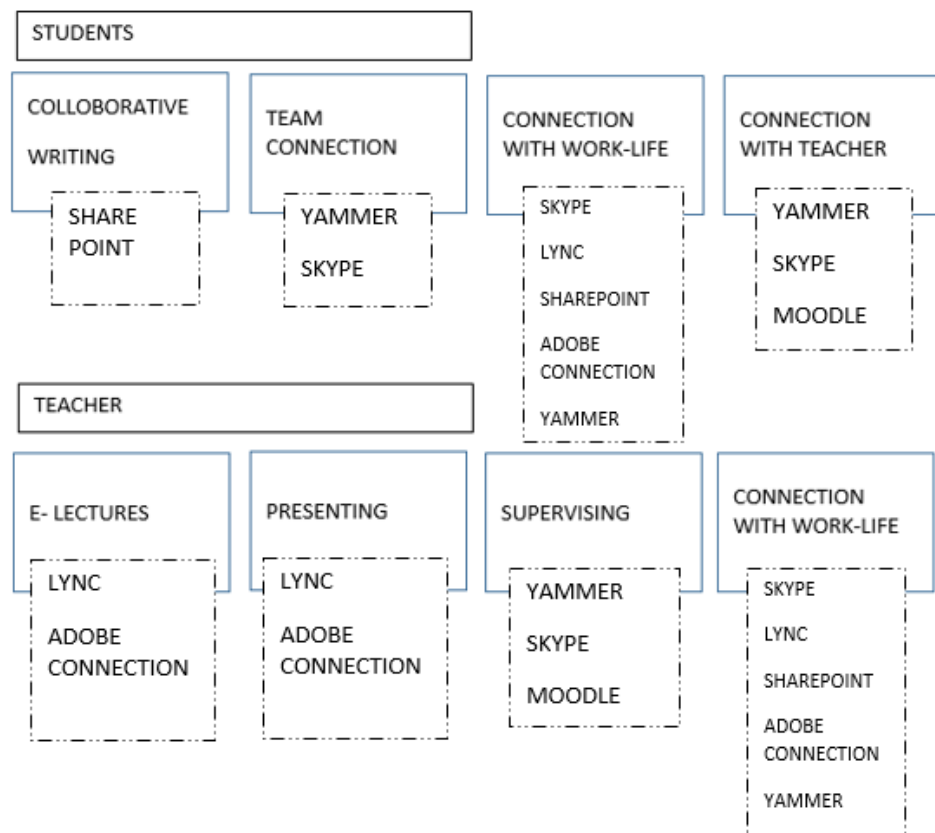 STUDENTS
COLLOBORATIVE
WRITING
SHARE
POINT
TEAM
CONNECTION
YAMMER
SKYPE
CONNECTION
WITH WORK-LIFE
SKYPE
LYNC
SHAREPOINT
ADOBE
CONNECTION
YAMMER
CONNECTION
WITH TEACHER
YAMMER
SKYPE
MOODLE
TEACHER
E- LECTURES
LYNC
ADOBE
CONNECTION
PRESENTING
LYNC
ADOBE
CONNECTION
SUPERVISING
YAMMER
SKYPE
MOODLE
CONNECTION
WITH WORK-LIFE
SKYPE
LYNC
SHAREPOINT
ADOBE
CONNECTION
YAMMER